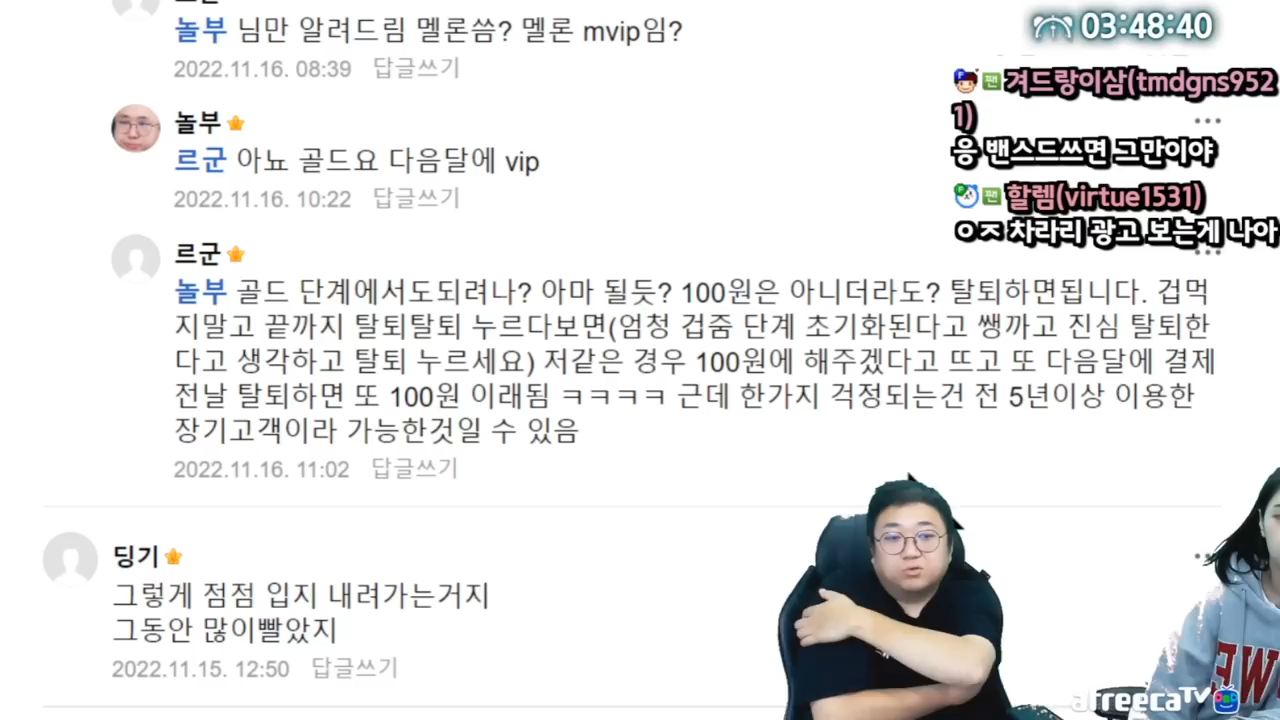 놀부 님만 알려드림 멜론씀? 멜론 mvip임?
2022.11.16. 08:39 답글쓰기
놀부
르군 아뇨 골드요 다음달에 vip
2022.11.16. 10:22 답글쓰기
르군
놀부 골드 단계에서도되려나? 아마 될듯? 100원은 아니더라도? 탈퇴하면됩니다. 겁먹
지말고 끝까지 탈퇴탈퇴 누르다보면(엄청 겁줌 단계 초기화된다고 쌩까고 진심 탈퇴한
다고 생각하고 탈퇴 누르세요) 저같은 경우 100원에 해주겠다고 뜨고 또 다음달에 결제
전날 탈퇴하면 또 100원 이래됨 ㅋㅋㅋㅋ 근데 한가지 걱정되는건 전 5년이상 이용한
장기고객이라 가능한것일 수 있음
2022.11.16. 11:02 답글쓰기
딩기
그렇게 점점 입지 내려가는거지
그동안 많이빨았지
2022.11.15. 12:50 답글쓰기
03:48:40
팬 겨드랑이삼(tmdgns952
1)
응 밴스드쓰면 그만이야
팬 할렘(virtue1531)
ㅇㅈ 차라리 광고 보는게 나아
afreecaTV